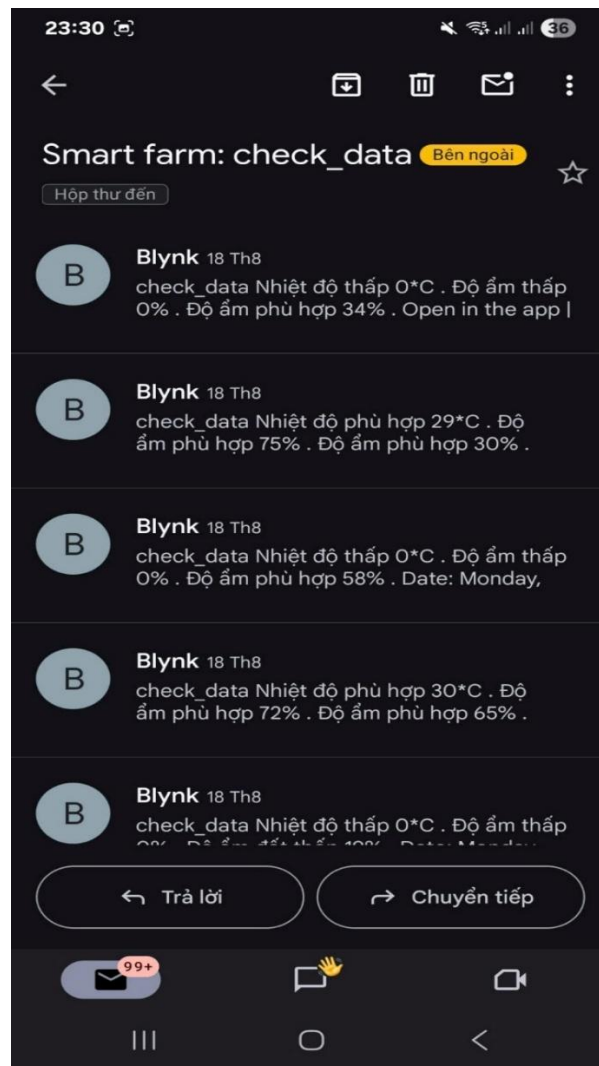 23:30
36
Smart farm: check_data Bên ngoài
Hộp thư đến
B
Blynk 18 Th8
check_data Nhiệt độ thấp 0*C . Độ ẩm thấp
0% . Độ ẩm phù hợp 34% . Open in the app |
B
Blynk 18 Th8
check_data Nhiệt độ phù hợp 29*C . Độ
ẩm phù hợp 75% . Độ ẩm phù hợp 30% .
B
Blynk 18 Th8
check_data Nhiệt độ thấp 0*C . Độ ẩm thấp
0% . Độ ẩm phù hợp 58% . Date: Monday,
B
Blynk 18 Th8
check_data Nhiệt độ phù hợp 30*C . Độ
ẩm phù hợp 72% . Độ ẩm phù hợp 65% .
B
Blynk 18 Th8
check_data Nhiệt độ thấp 0*C . Độ ẩm thấp
Trả lời
Chuyển tiếp
99+